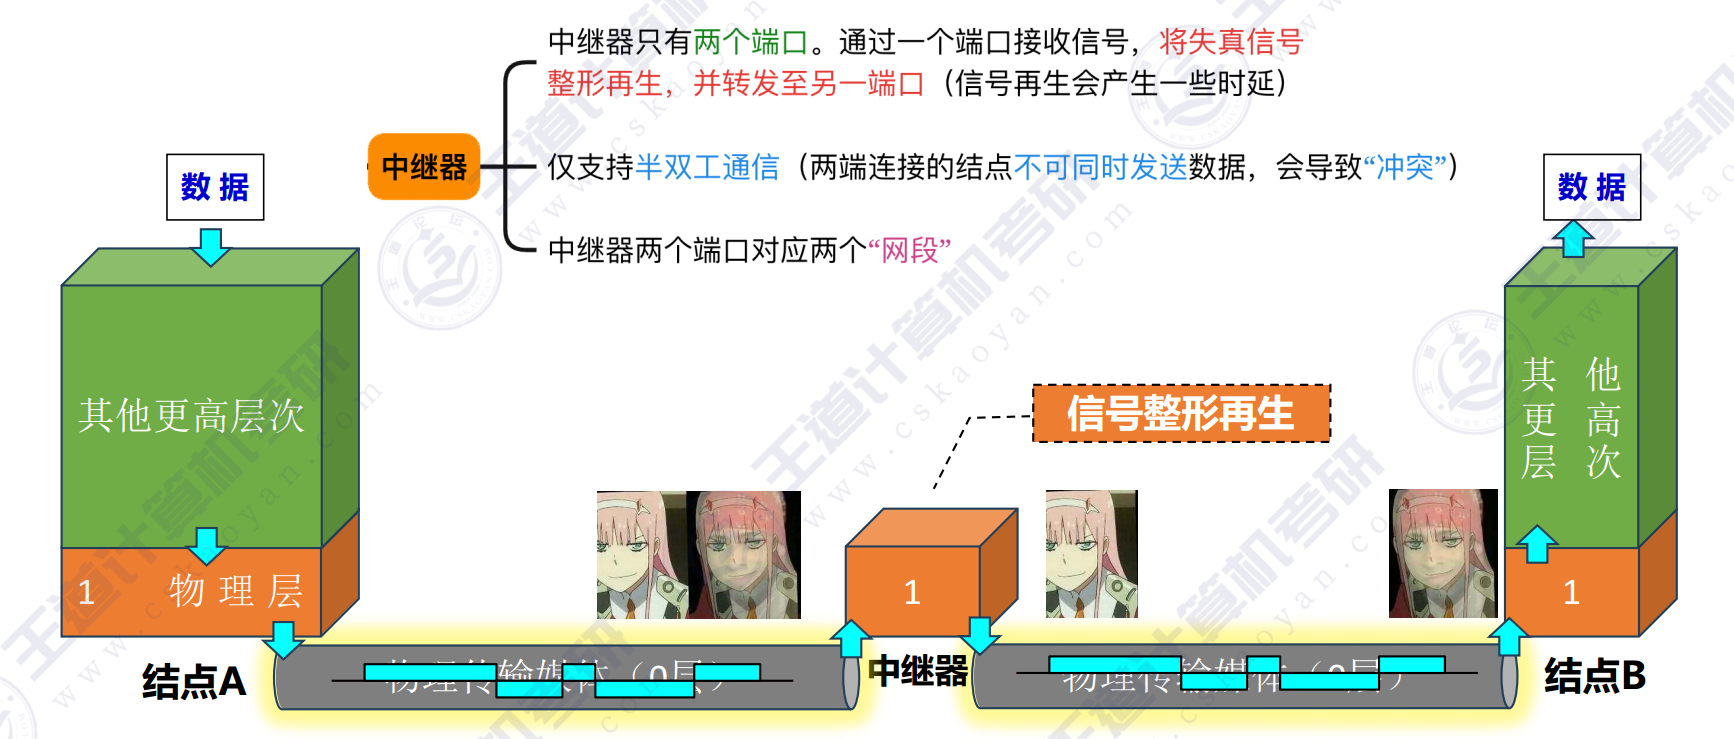 中继器只有两个端口。通过一个端口接收信号，将失真信号
整形再生，并转发至另一端口（信号再生会产生一些时延）
中继器
仅支持半双工通信（两端连接的结点不可同时发送数据，会导致“冲突”）
中继器两个端口对应两个“网段”
数据
数据
其他更高层次
其他
更高
层次
信号整形再生
1 物理层
1
1
结点A
物理传输媒体（0层）
中继器
物理传输媒体（0层）
结点B
王道计算机考研
www.cskaoyan.com